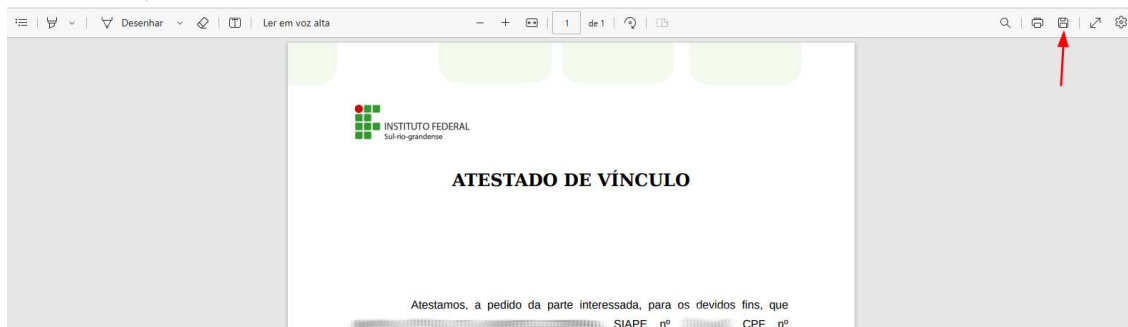 Desenhar Ler em voz alta 1 de 1
INSTITUTO FEDERAL
Sul-rio-grandense
ATESTADO DE VÍNCULO
Atestamos, a pedido da parte interessada, para os devidos fins, que
SIAPE nº CPF nº